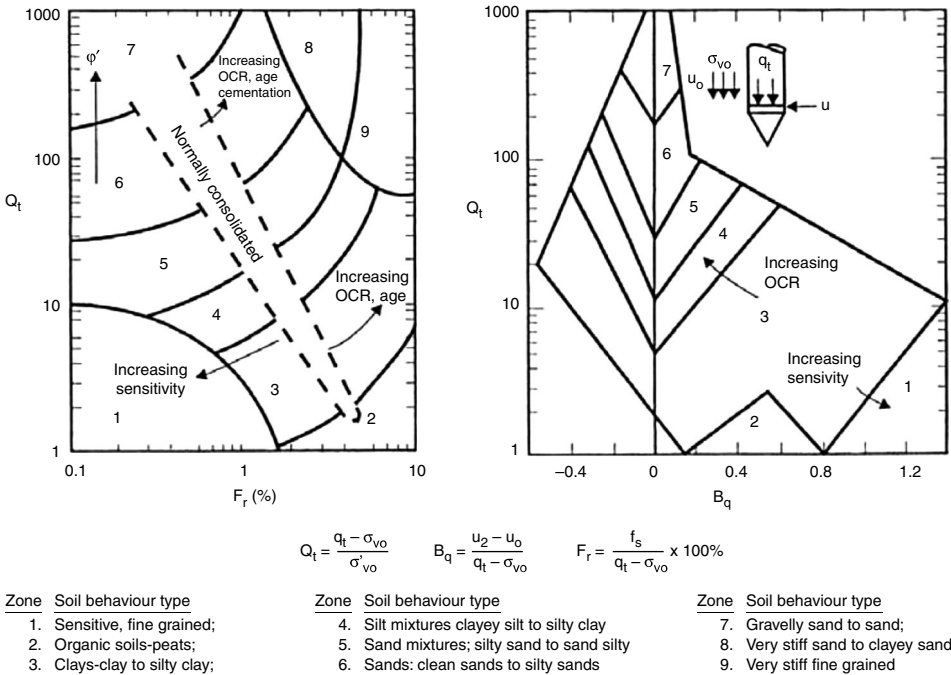 1000
100
10
1
Q_t
0.1
1
10
F_r (%)
7
φ'
6
5
4
3
2
1
8
9
Increasing
OCR, age
cementation
Normally consolidated
Increasing
OCR, age
Increasing
sensitivity
1000
100
10
1
Q_t
−0.4
0
0.4
0.8
1.2
B_q
σ_vo
u_o
q_t
u
7
6
5
4
3
2
1
Increasing
OCR
Increasing
sensivity
Q_t = (q_t − σ_vo) / σ'_vo
B_q = (u_2 − u_o) / (q_t − σ_vo)
F_r = f_s / (q_t − σ_vo) x 100%
Zone Soil behaviour type
1. Sensitive, fine grained;
2. Organic soils-peats;
3. Clays-clay to silty clay;
Zone Soil behaviour type
4. Silt mixtures clayey silt to silty clay
5. Sand mixtures; silty sand to sand silty
6. Sands: clean sands to silty sands
Zone Soil behaviour type
7. Gravelly sand to sand;
8. Very stiff sand to clayey sand
9. Very stiff fine grained